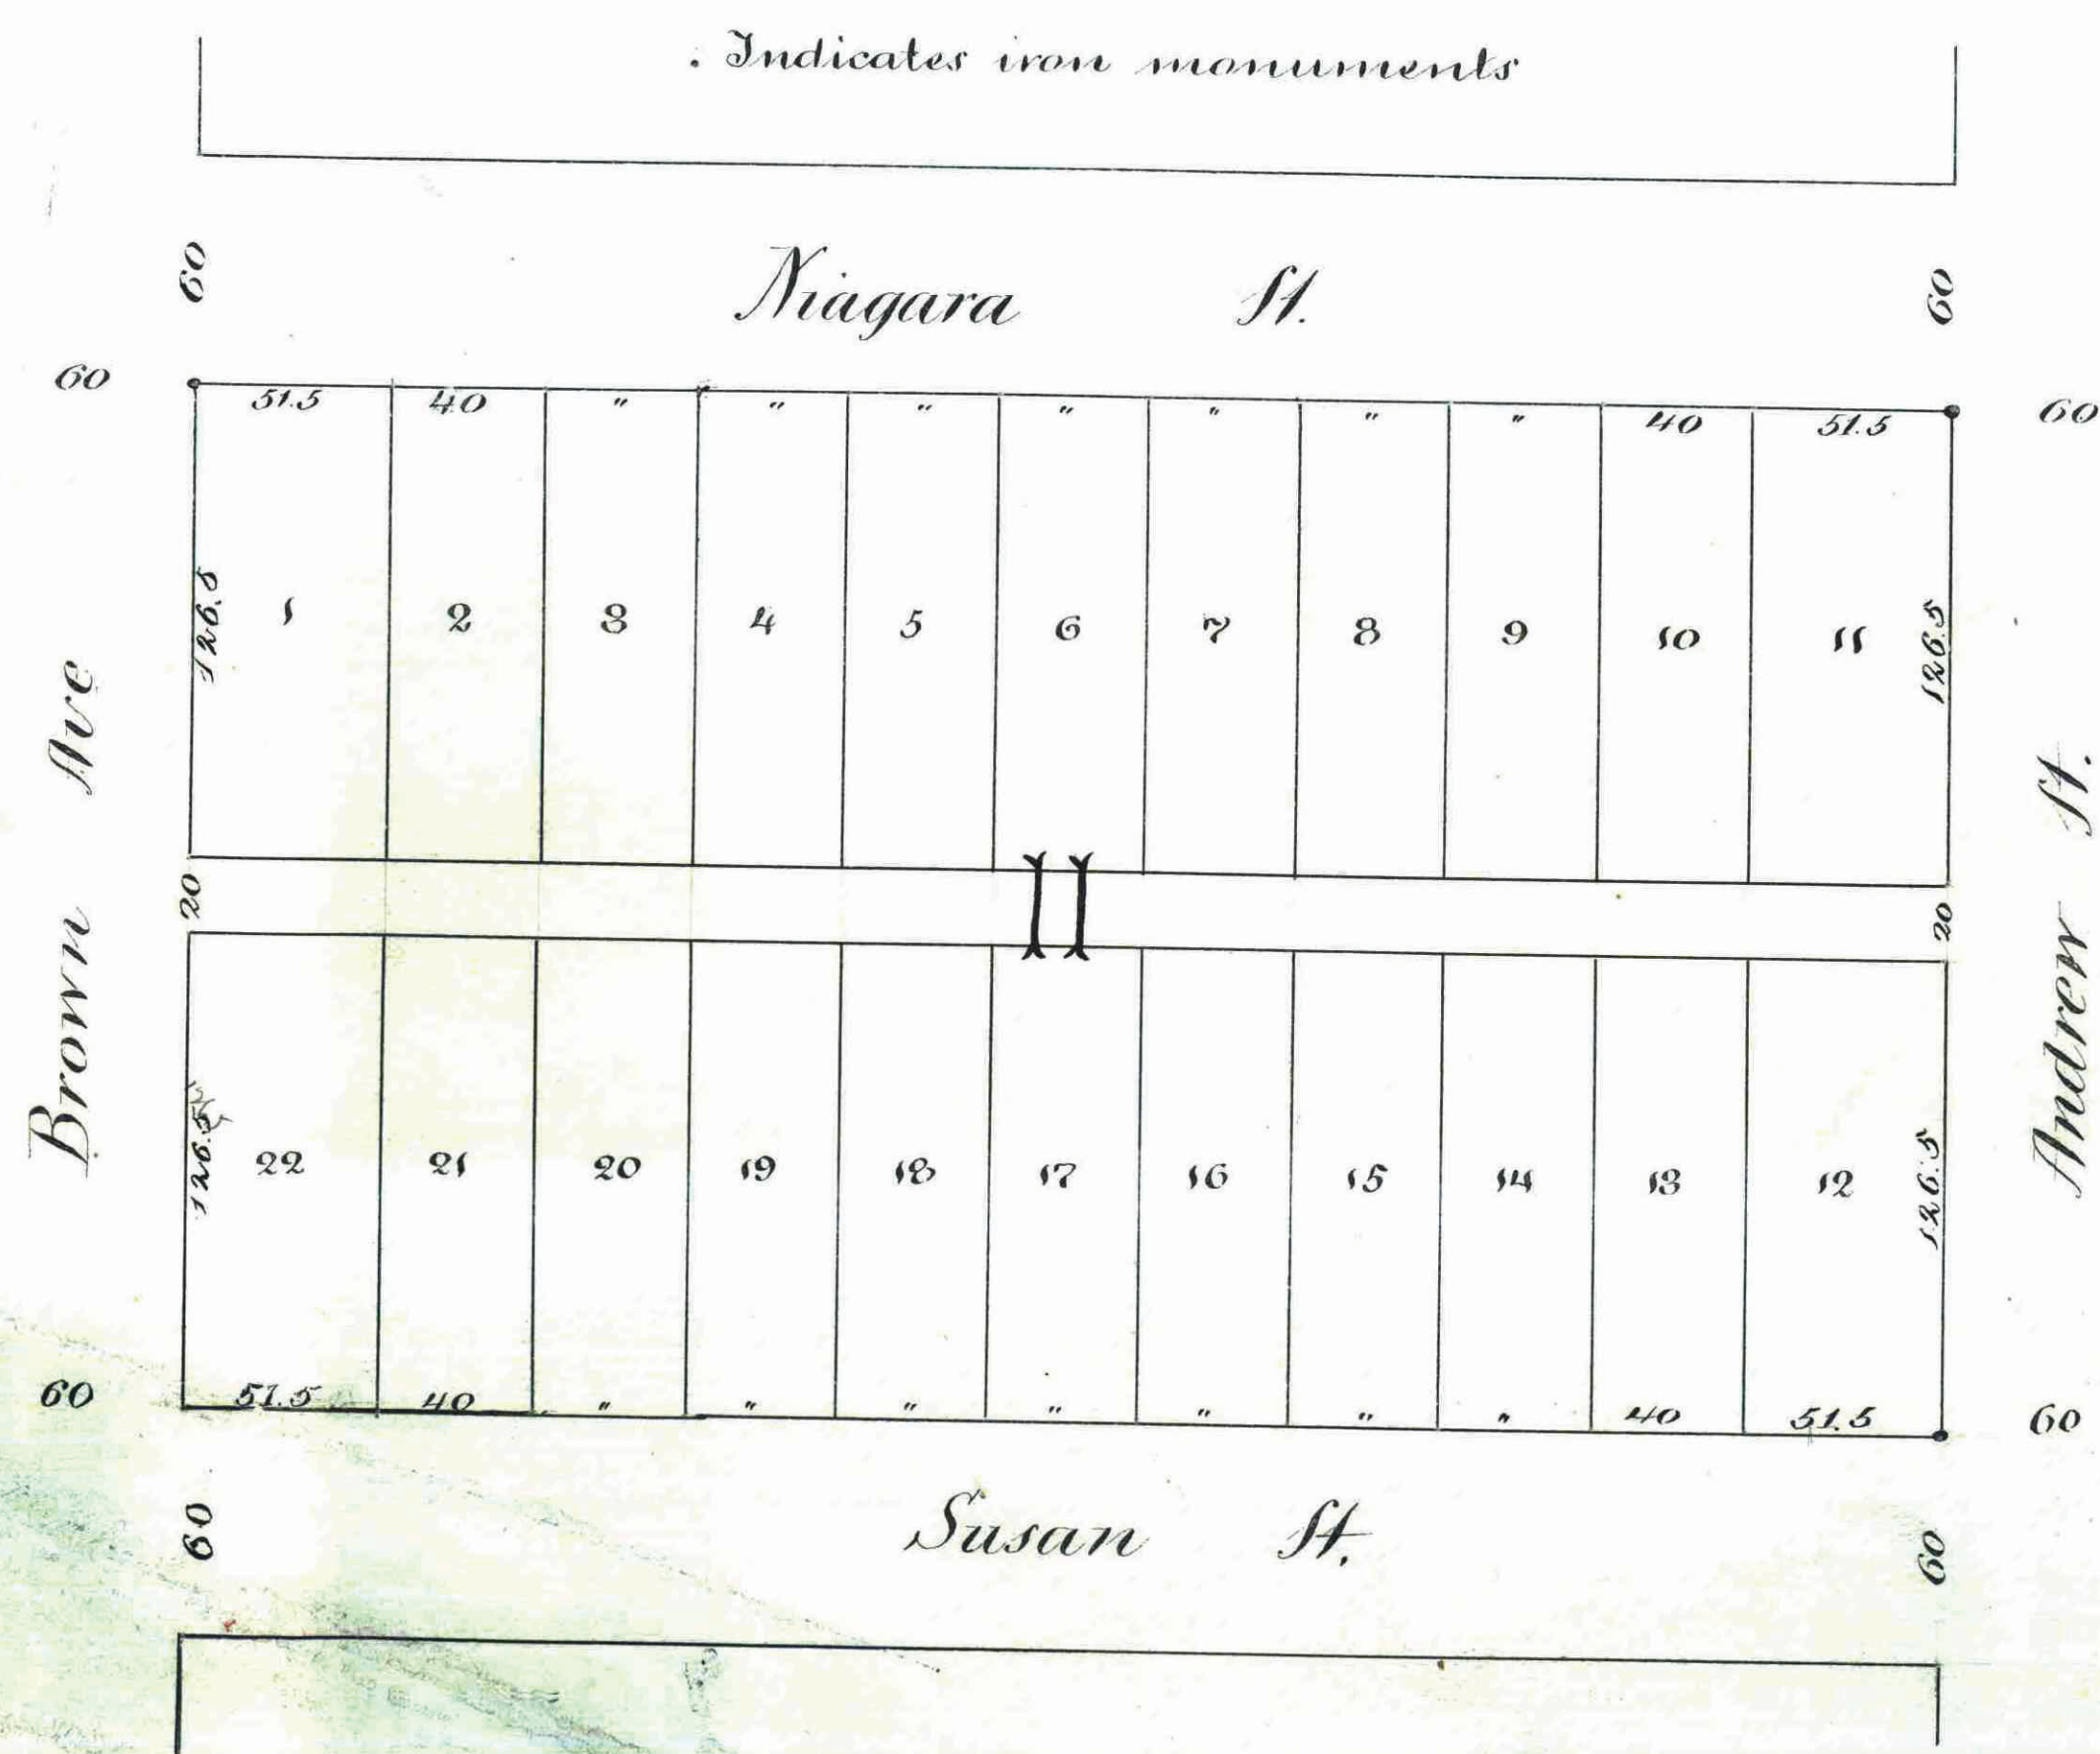 . Indicates iron monuments
60 60
Niagara St.
60 60
51.5 40 " " " " " " " 40 51.5
126.5 126.5
1 2 3 4 5 6 7 8 9 10 11
Brown Ave
Andrew St.
20 20
126.5 126.5
22 21 20 19 18 17 16 15 14 13 12
51.5 40 " " " " " " " 40 51.5
60 60
Susan St.
60 60